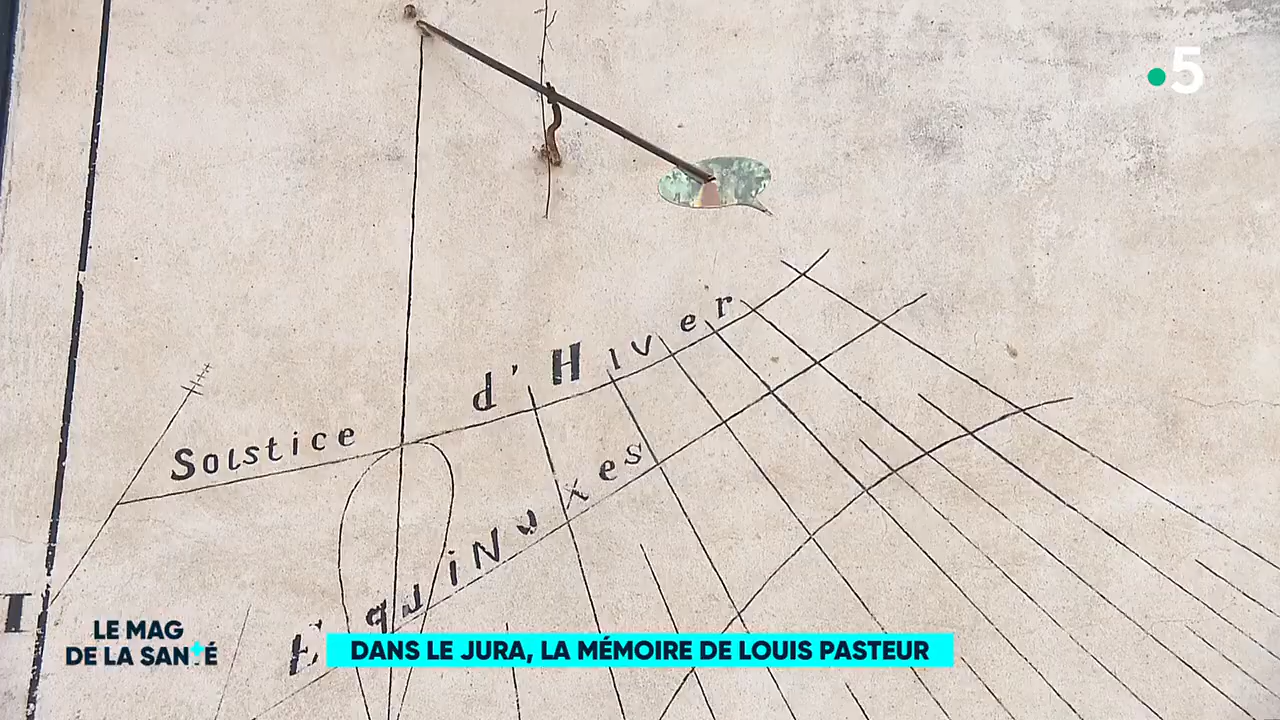 5
Solstice d'Hiver
EquiNoxes
I
LE MAG
DE LA SANTÉ
DANS LE JURA, LA MÉMOIRE DE LOUIS PASTEUR